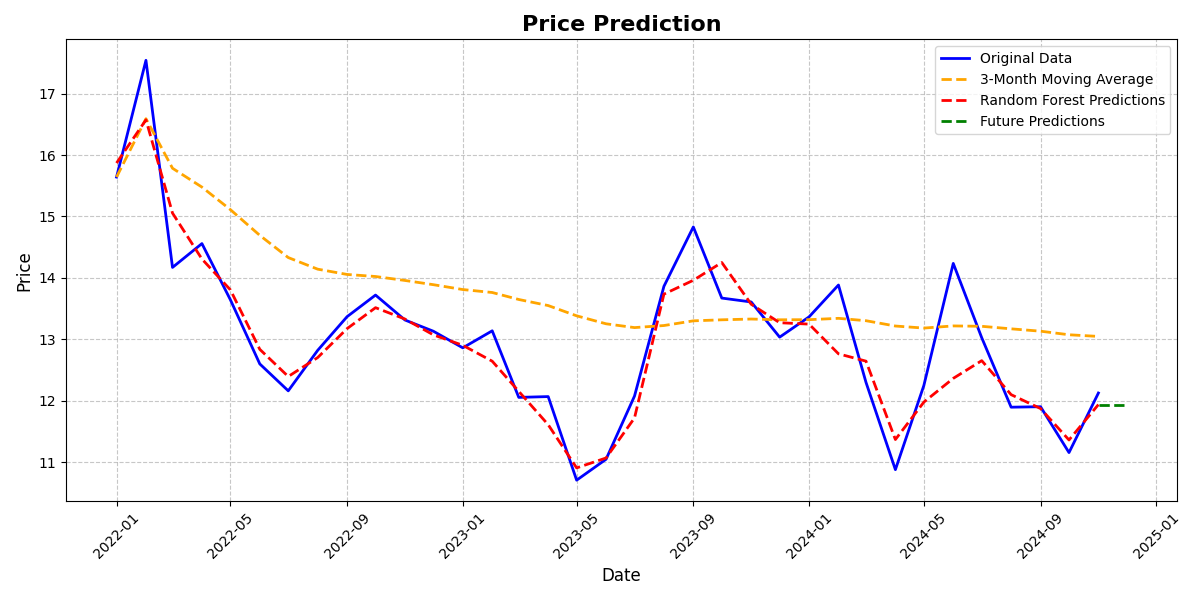 Price Prediction
Original Data
3-Month Moving Average
Random Forest Predictions
Future Predictions
Price
17
16
15
14
13
12
11
2022-01
2022-05
2022-09
2023-01
2023-05
2023-09
2024-01
2024-05
2024-09
2025-01
Date